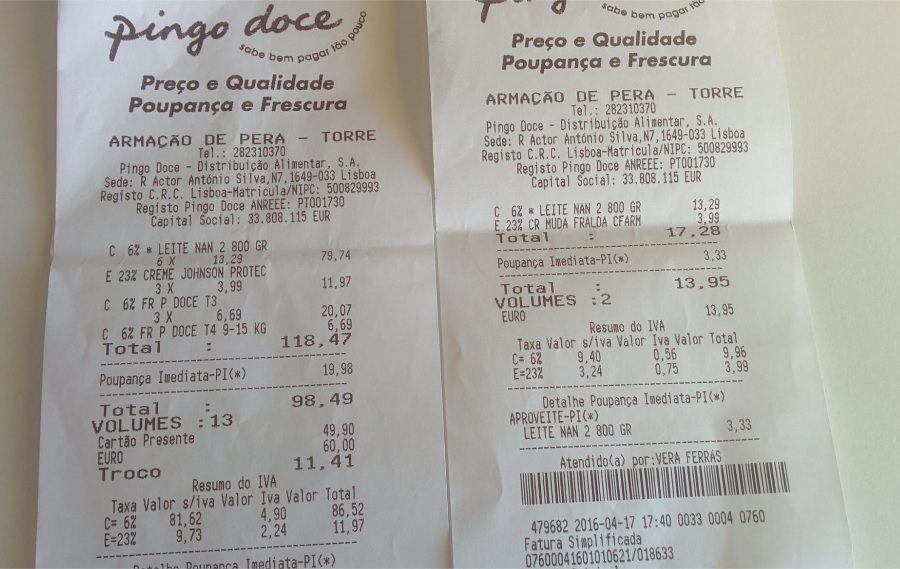 Pingo doce
sabe bem pagar tão pouco
Preço e Qualidade
Poupança e Frescura
ARMAÇÃO DE PERA - TORRE
Tel.: 282310370
Pingo Doce - Distribuição Alimentar, S.A.
Sede: R Actor António Silva,N7,1649-033 Lisboa
Registo C.R.C. Lisboa-Matricula/NIPC: 500829993
Registo Pingo Doce ANREEE: PT001730
Capital Social: 33.808.115 EUR
C 6% * LEITE NAN 2 800 GR
6 X 13,29 79,74
E 23% CREME JOHNSON PROTEC
3 X 3,99 11,97
C 6% FR P DOCE T3
3 X 6,69 20,07
C 6% FR P DOCE T4 9-15 KG 6,69
Total : 118,47
Poupança Imediata-PI(*) 19,98
Total : 98,49
VOLUMES :13
Cartão Presente 49,90
EURO 60,00
Troco 11,41
Resumo do IVA
Taxa Valor s/iva Valor Iva Valor Total
C= 6% 81,62 4,90 86,52
E=23% 9,73 2,24 11,97
Detalhe Poupança Imediata-PI(*)
Pingo
sabe bem pagar tão
Preço e Qualidade
Poupança e Frescura
ARMAÇÃO DE PERA - TORRE
Tel.: 282310370
Pingo Doce - Distribuição Alimentar, S.A.
Sede: R Actor António Silva,N7,1649-033 Lisboa
Registo C.R.C. Lisboa-Matricula/NIPC: 500829993
Registo Pingo Doce ANREEE: PT001730
Capital Social: 33.808.115 EUR
C 6% * LEITE NAN 2 800 GR 13,29
E 23% CR MUDA FRALDA CFARM 3,99
Total : 17,28
Poupança Imediata-PI(*) 3,33
Total : 13,95
VOLUMES :2
EURO 13,95
Resumo do IVA
Taxa Valor s/iva Valor Iva Valor Total
C= 6% 9,40 0,56 9,96
E=23% 3,24 0,75 3,99
Detalhe Poupança Imediata-PI(*)
APROVEITE-PI(*)
LEITE NAN 2 800 GR 3,33
Atendido(a) por:VERA FERRAS
479682 2016-04-17 17:40 0033 0004 0760
Fatura Simplificada
07600041601010621/018633